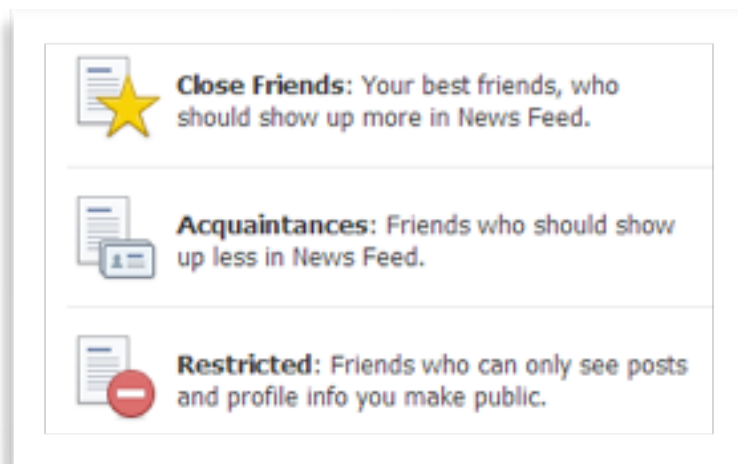 Close Friends: Your best friends, who
should show up more in News Feed.
Acquaintances: Friends who should show
up less in News Feed.
Restricted: Friends who can only see posts
and profile info you make public.